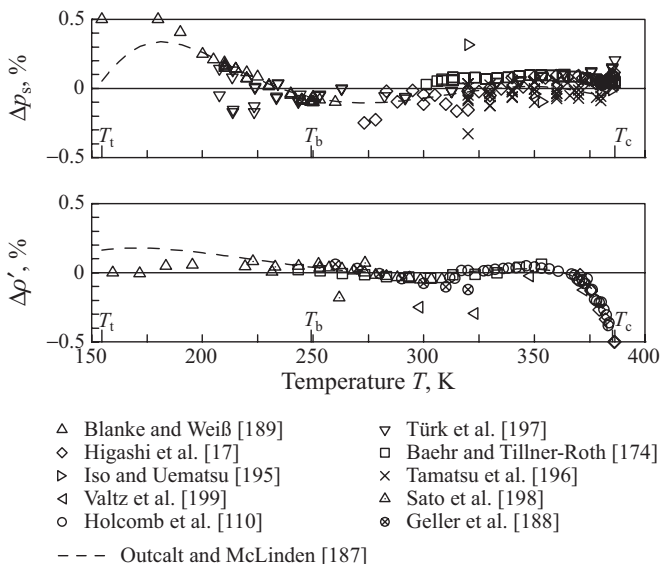 0.5
Δpₛ, %
0
−0.5
Tₜ
T_b
T_c
0.5
Δρ′, %
0
−0.5
Tₜ
T_b
T_c
150 200 250 300 350 400
Temperature T, K
Blanke and Weiß [189] Türk et al. [197]
Higashi et al. [17] Baehr and Tillner-Roth [174]
Iso and Uematsu [195] Tamatsu et al. [196]
Valtz et al. [199] Sato et al. [198]
Holcomb et al. [110] Geller et al. [188]
Outcalt and McLinden [187]